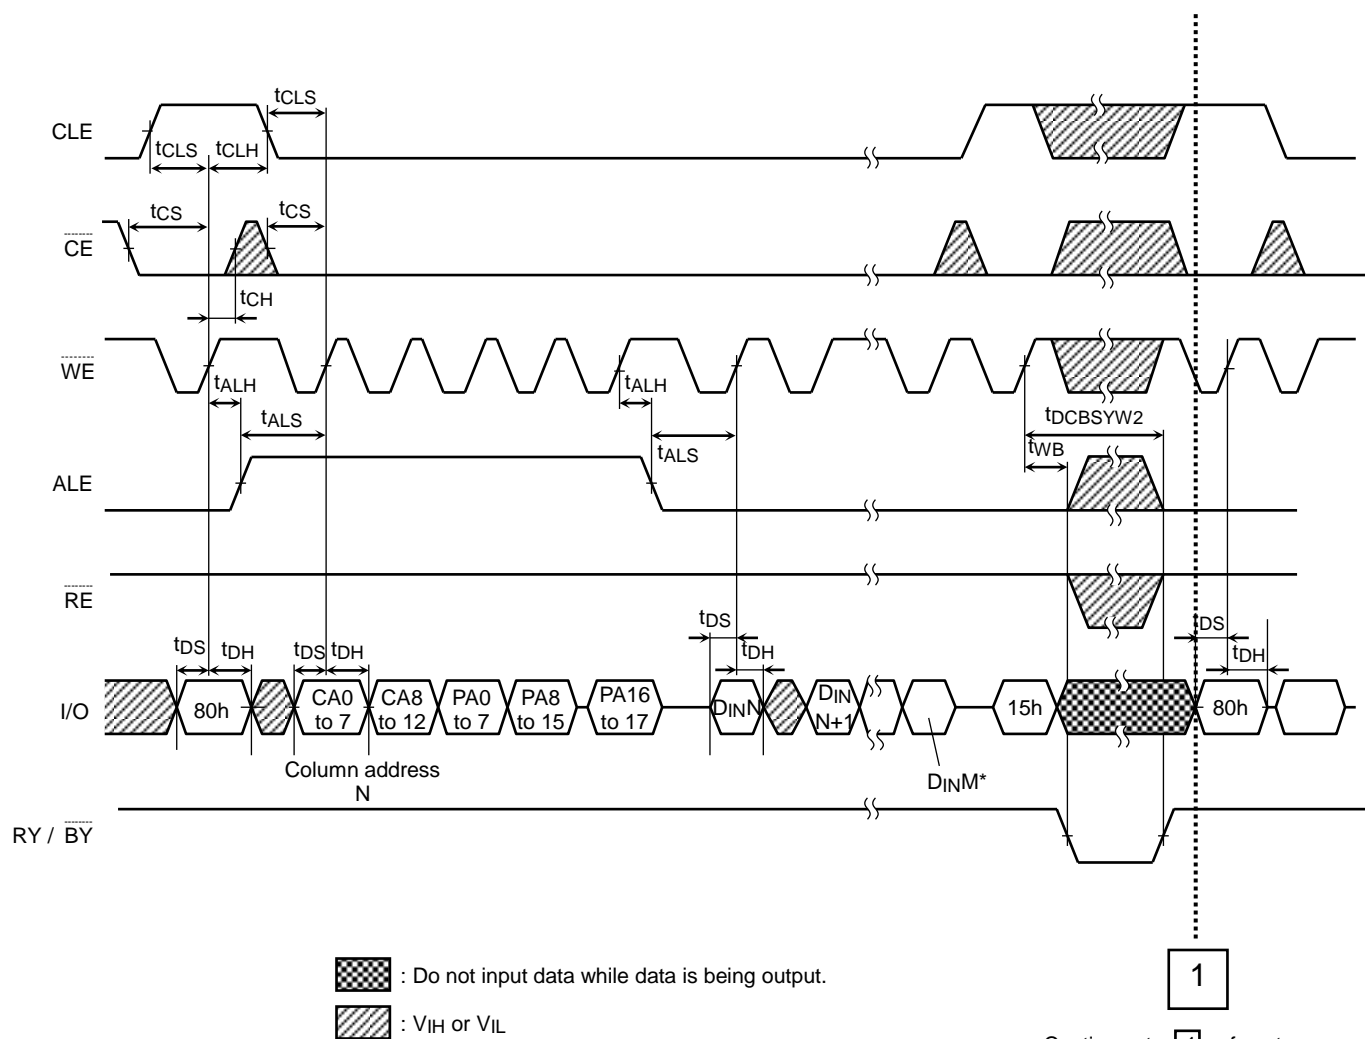 tCLS
CLE
tCLS tCLH
tCS tCS
CE
tCH
WE
tALH tALH
tALS tDCBSYW2
tALS tWB
ALE
RE
tDS tDS
tDS tDH tDS tDH tDH tDH
I/O 80h CA0 to 7 CA8 to 12 PA0 to 7 PA8 to 15 PA16 to 17 DINN DIN N+1 15h 80h
Column address
N
DINM*
RY / BY
1
: Do not input data while data is being output.
: VIH or VIL
1